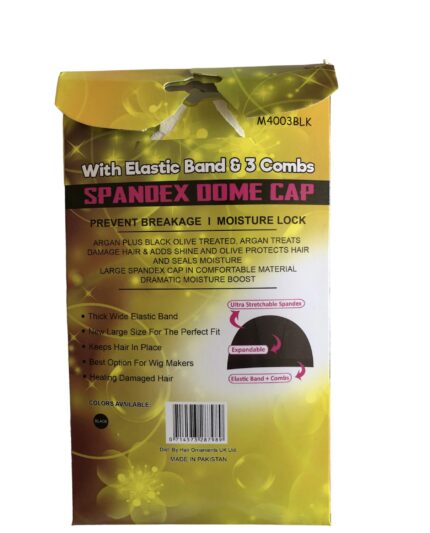 M4003BLK
With Elastic Band & 3 Combs
SPANDEX DOME CAP
PREVENT BREAKAGE I MOISTURE LOCK
ARGAN PLUS BLACK OLIVE TREATED. ARGAN TREATS
DAMAGE HAIR & ADDS SHINE AND OLIVE PROTECTS HAIR
AND SEALS MOISTURE
LARGE SPANDEX CAP IN COMFORTABLE MATERIAL
DRAMATIC MOISTURE BOOST
Ultra Stretchable Spandex
• Thick Wide Elastic Band
• New Large Size For The Perfect Fit
• Keeps Hair In Place
Expandable
• Best Option For Wig Makers
• Healing Damaged Hair
Elastic Band + Combs
COLORS AVAILABLE:
BLACK
0 714573 287989
Dist. By Hair Ornaments UK Ltd.
MADE IN PAKISTAN